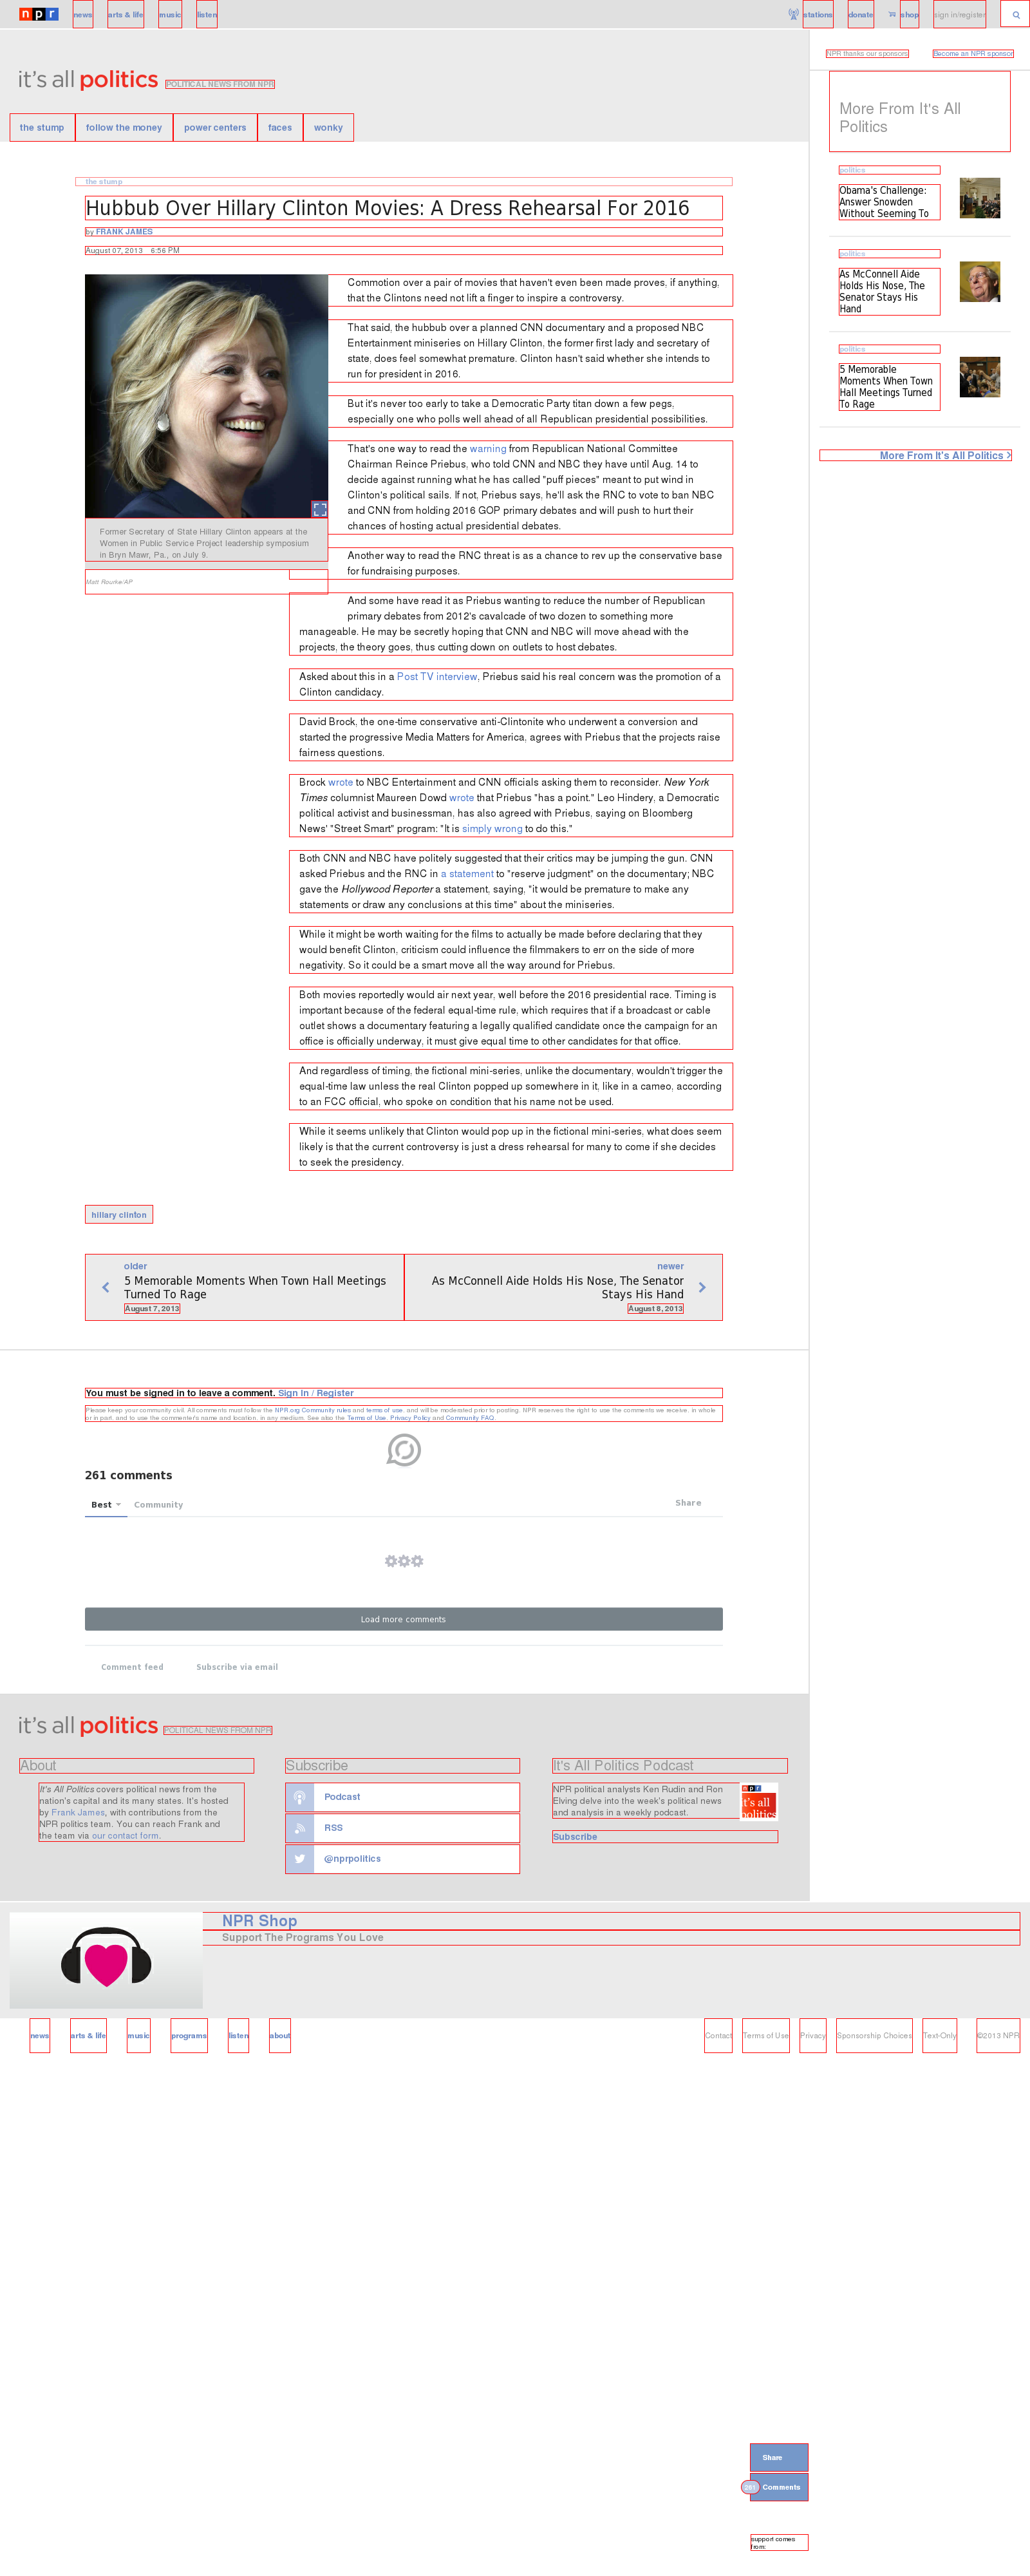 npr
news
arts & life
music
listen
stations
donate
shop
sign in/register
NPR thanks our sponsors
Become an NPR sponsor
it's all politics
POLITICAL NEWS FROM NPR
the stump
follow the money
power centers
faces
wonky
the stump
Hubbub Over Hillary Clinton Movies: A Dress Rehearsal For 2016
by FRANK JAMES
August 07, 2013 6:56 PM
Former Secretary of State Hillary Clinton appears at the
Women in Public Service Project leadership symposium
in Bryn Mawr, Pa., on July 9.
Matt Rourke/AP
Commotion over a pair of movies that haven't even been made proves, if anything,
that the Clintons need not lift a finger to inspire a controversy.
That said, the hubbub over a planned CNN documentary and a proposed NBC
Entertainment miniseries on Hillary Clinton, the former first lady and secretary of
state, does feel somewhat premature. Clinton hasn't said whether she intends to
run for president in 2016.
But it's never too early to take a Democratic Party titan down a few pegs,
especially one who polls well ahead of all Republican presidential possibilities.
That's one way to read the warning from Republican National Committee
Chairman Reince Priebus, who told CNN and NBC they have until Aug. 14 to
decide against running what he has called "puff pieces" meant to put wind in
Clinton's political sails. If not, Priebus says, he'll ask the RNC to vote to ban NBC
and CNN from holding 2016 GOP primary debates and will push to hurt their
chances of hosting actual presidential debates.
Another way to read the RNC threat is as a chance to rev up the conservative base
for fundraising purposes.
And some have read it as Priebus wanting to reduce the number of Republican
primary debates from 2012's cavalcade of two dozen to something more
manageable. He may be secretly hoping that CNN and NBC will move ahead with the
projects, the theory goes, thus cutting down on outlets to host debates.
Asked about this in a Post TV interview, Priebus said his real concern was the promotion of a
Clinton candidacy.
David Brock, the one-time conservative anti-Clintonite who underwent a conversion and
started the progressive Media Matters for America, agrees with Priebus that the projects raise
fairness questions.
Brock wrote to NBC Entertainment and CNN officials asking them to reconsider. New York
Times columnist Maureen Dowd wrote that Priebus "has a point." Leo Hindery, a Democratic
political activist and businessman, has also agreed with Priebus, saying on Bloomberg
News' "Street Smart" program: "It is simply wrong to do this."
Both CNN and NBC have politely suggested that their critics may be jumping the gun. CNN
asked Priebus and the RNC in a statement to "reserve judgment" on the documentary; NBC
gave the Hollywood Reporter a statement, saying, "it would be premature to make any
statements or draw any conclusions at this time" about the miniseries.
While it might be worth waiting for the films to actually be made before declaring that they
would benefit Clinton, criticism could influence the filmmakers to err on the side of more
negativity. So it could be a smart move all the way around for Priebus.
Both movies reportedly would air next year, well before the 2016 presidential race. Timing is
important because of the federal equal-time rule, which requires that if a broadcast or cable
outlet shows a documentary featuring a legally qualified candidate once the campaign for an
office is officially underway, it must give equal time to other candidates for that office.
And regardless of timing, the fictional mini-series, unlike the documentary, wouldn't trigger the
equal-time law unless the real Clinton popped up somewhere in it, like in a cameo, according
to an FCC official, who spoke on condition that his name not be used.
While it seems unlikely that Clinton would pop up in the fictional mini-series, what does seem
likely is that the current controversy is just a dress rehearsal for many to come if she decides
to seek the presidency.
More From It's All
Politics
politics
Obama's Challenge:
Answer Snowden
Without Seeming To
politics
As McConnell Aide
Holds His Nose, The
Senator Stays His
Hand
politics
5 Memorable
Moments When Town
Hall Meetings Turned
To Rage
More From It's All Politics
hillary clinton
older
5 Memorable Moments When Town Hall Meetings
Turned To Rage
August 7, 2013
newer
As McConnell Aide Holds His Nose, The Senator
Stays His Hand
August 8, 2013
You must be signed in to leave a comment. Sign In / Register
Please keep your community civil. All comments must follow the NPR.org Community rules and terms of use, and will be moderated prior to posting. NPR reserves the right to use the comments we receive, in whole
or in part, and to use the commenter's name and location, in any medium. See also the Terms of Use, Privacy Policy and Community FAQ.
261 comments
Best
Community
Share
Load more comments
Comment feed
Subscribe via email
it's all politics
POLITICAL NEWS FROM NPR
About
It's All Politics covers political news from the
nation's capital and its many states. It's hosted
by Frank James, with contributions from the
NPR politics team. You can reach Frank and
the team via our contact form.
Subscribe
Podcast
RSS
@nprpolitics
It's All Politics Podcast
NPR political analysts Ken Rudin and Ron
Elving delve into the week's political news
and analysis in a weekly podcast.
npr
it's all
politics
Subscribe
NPR Shop
Support The Programs You Love
news
arts & life
music
programs
listen
about
Contact
Terms of Use
Privacy
Sponsorship Choices
Text-Only
©2013 NPR
Share
261
Comments
support comes
from: